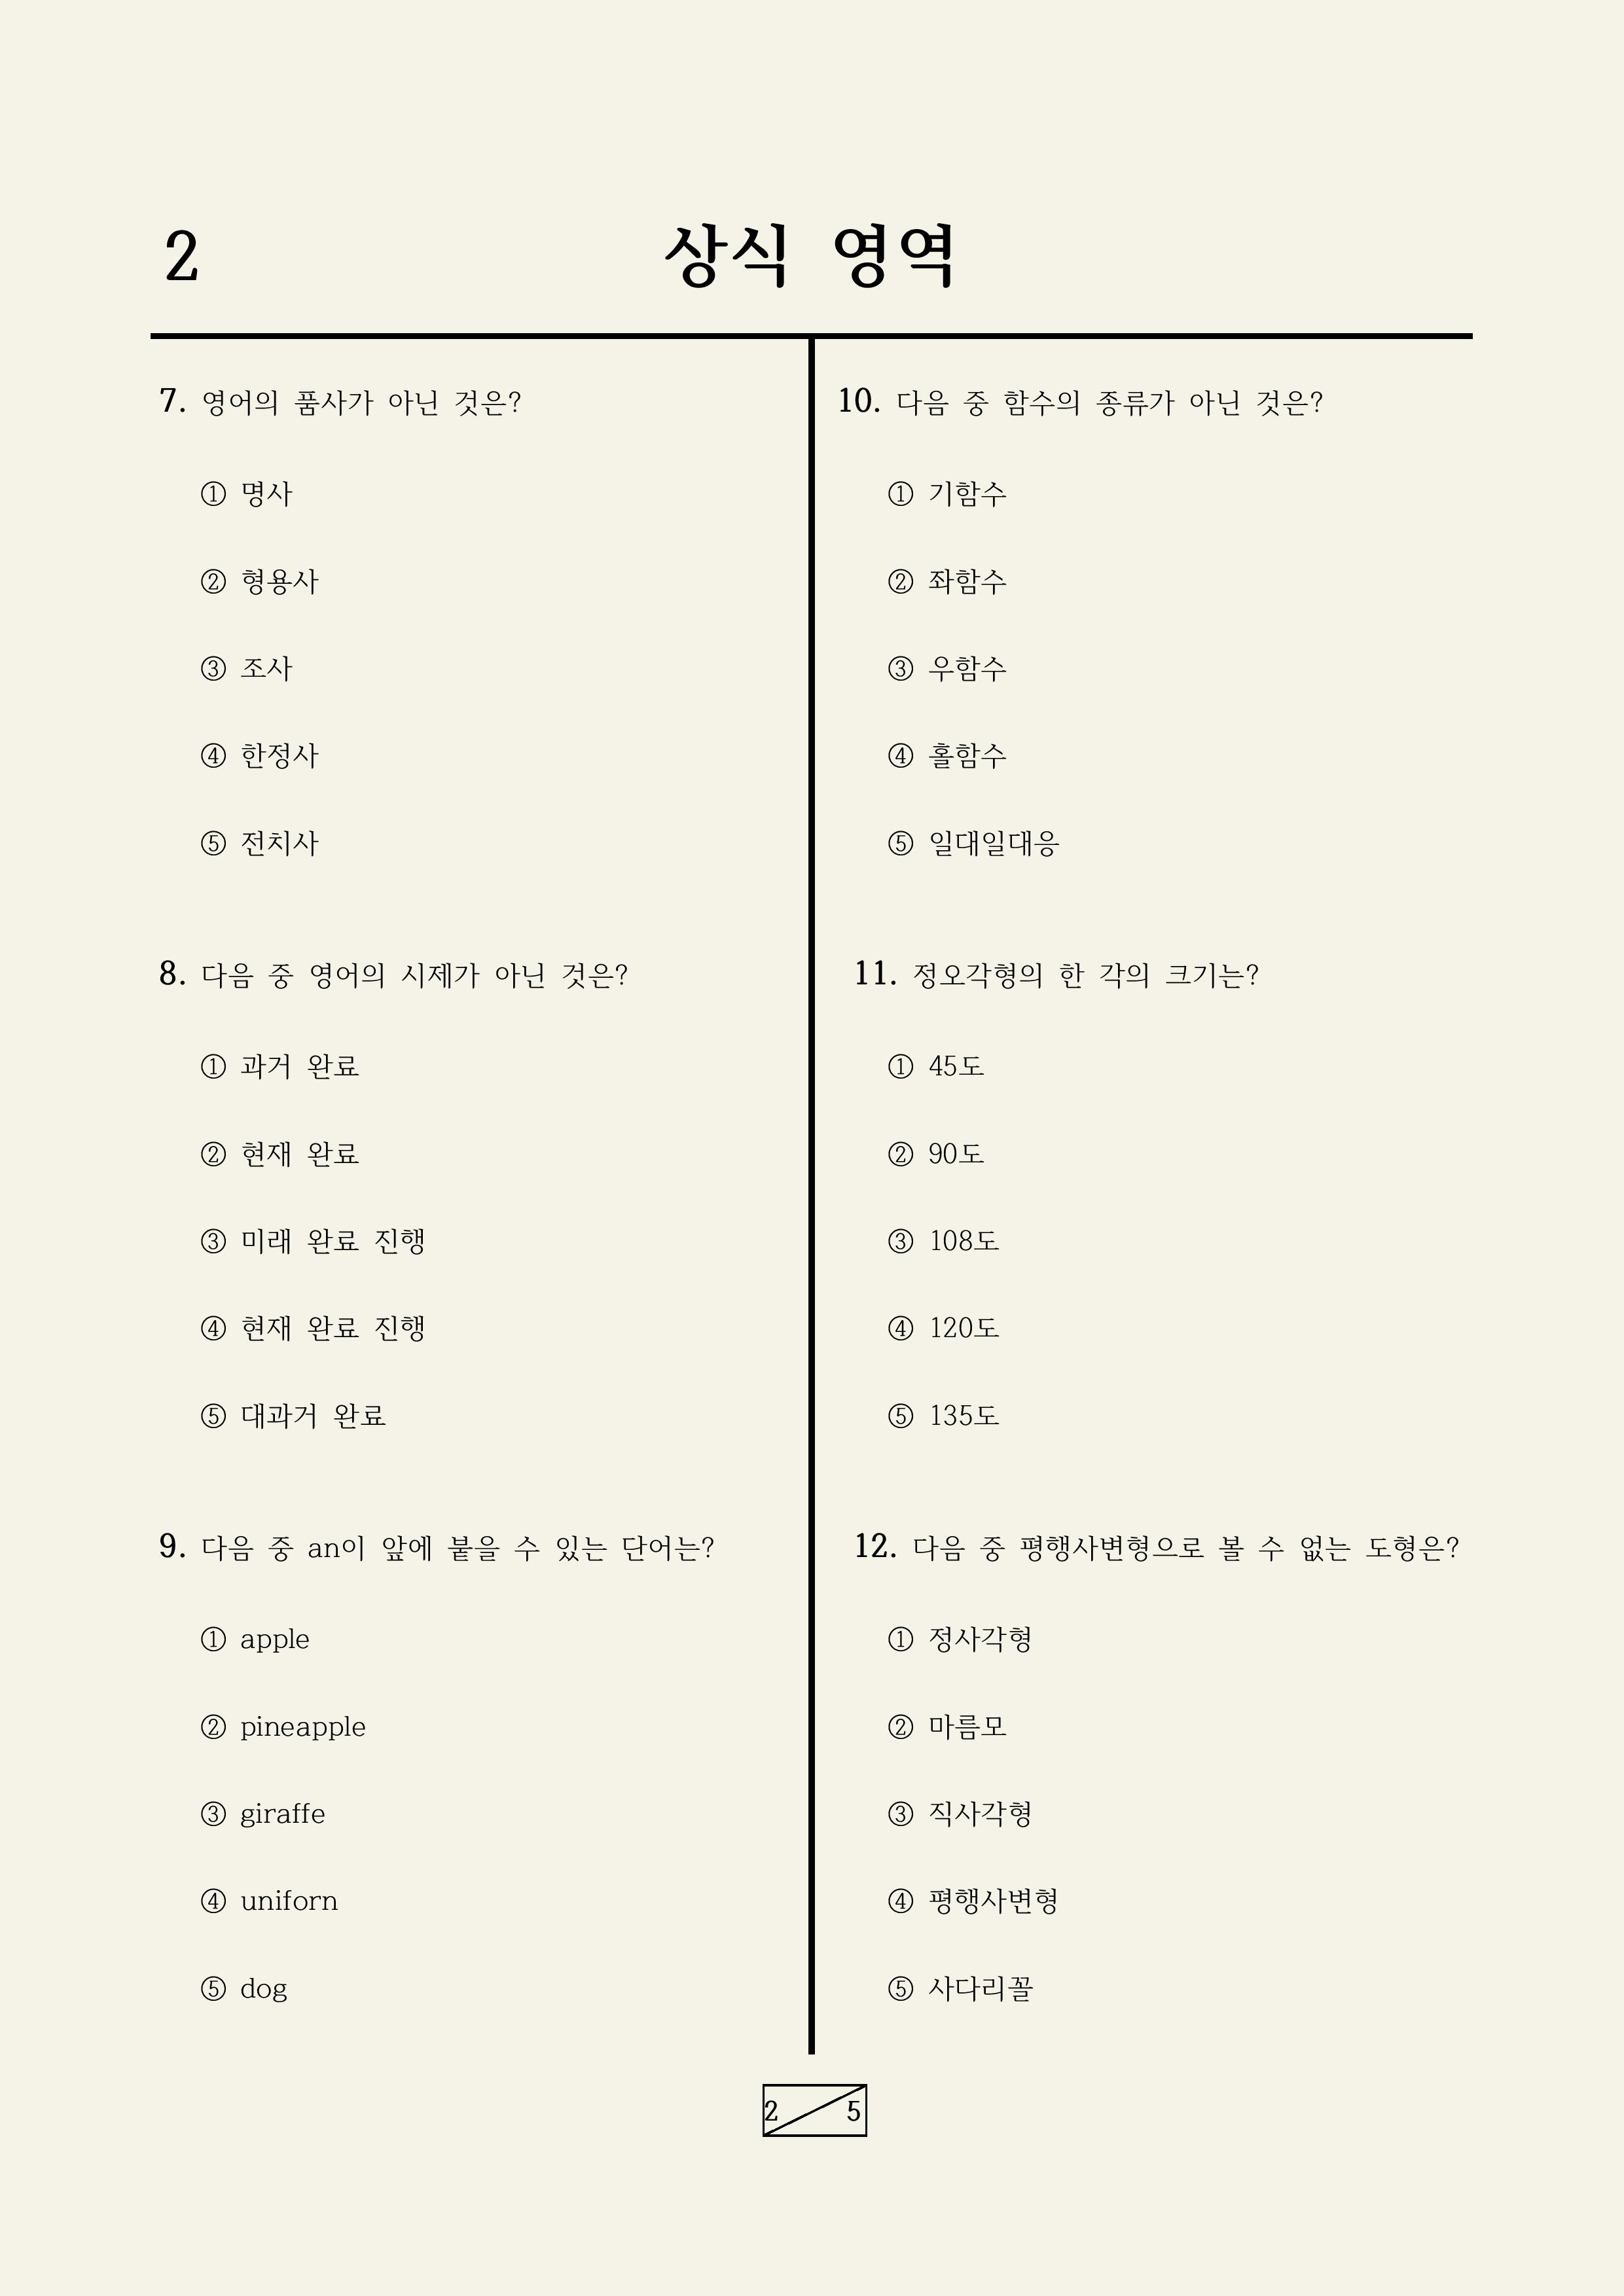 2
상식 영역
7. 영어의 품사가 아닌 것은?
① 명사
② 형용사
③ 조사
④ 한정사
⑤ 전치사
8. 다음 중 영어의 시제가 아닌 것은?
① 과거 완료
② 현재 완료
③ 미래 완료 진행
④ 현재 완료 진행
⑤ 대과거 완료
9. 다음 중 an이 앞에 붙을 수 있는 단어는?
① apple
② pineapple
③ giraffe
④ uniforn
⑤ dog
10. 다음 중 함수의 종류가 아닌 것은?
① 기함수
② 좌함수
③ 우함수
④ 홀함수
⑤ 일대일대응
11. 정오각형의 한 각의 크기는?
① 45도
② 90도
③ 108도
④ 120도
⑤ 135도
12. 다음 중 평행사변형으로 볼 수 없는 도형은?
① 정사각형
② 마름모
③ 직사각형
④ 평행사변형
⑤ 사다리꼴
2 5